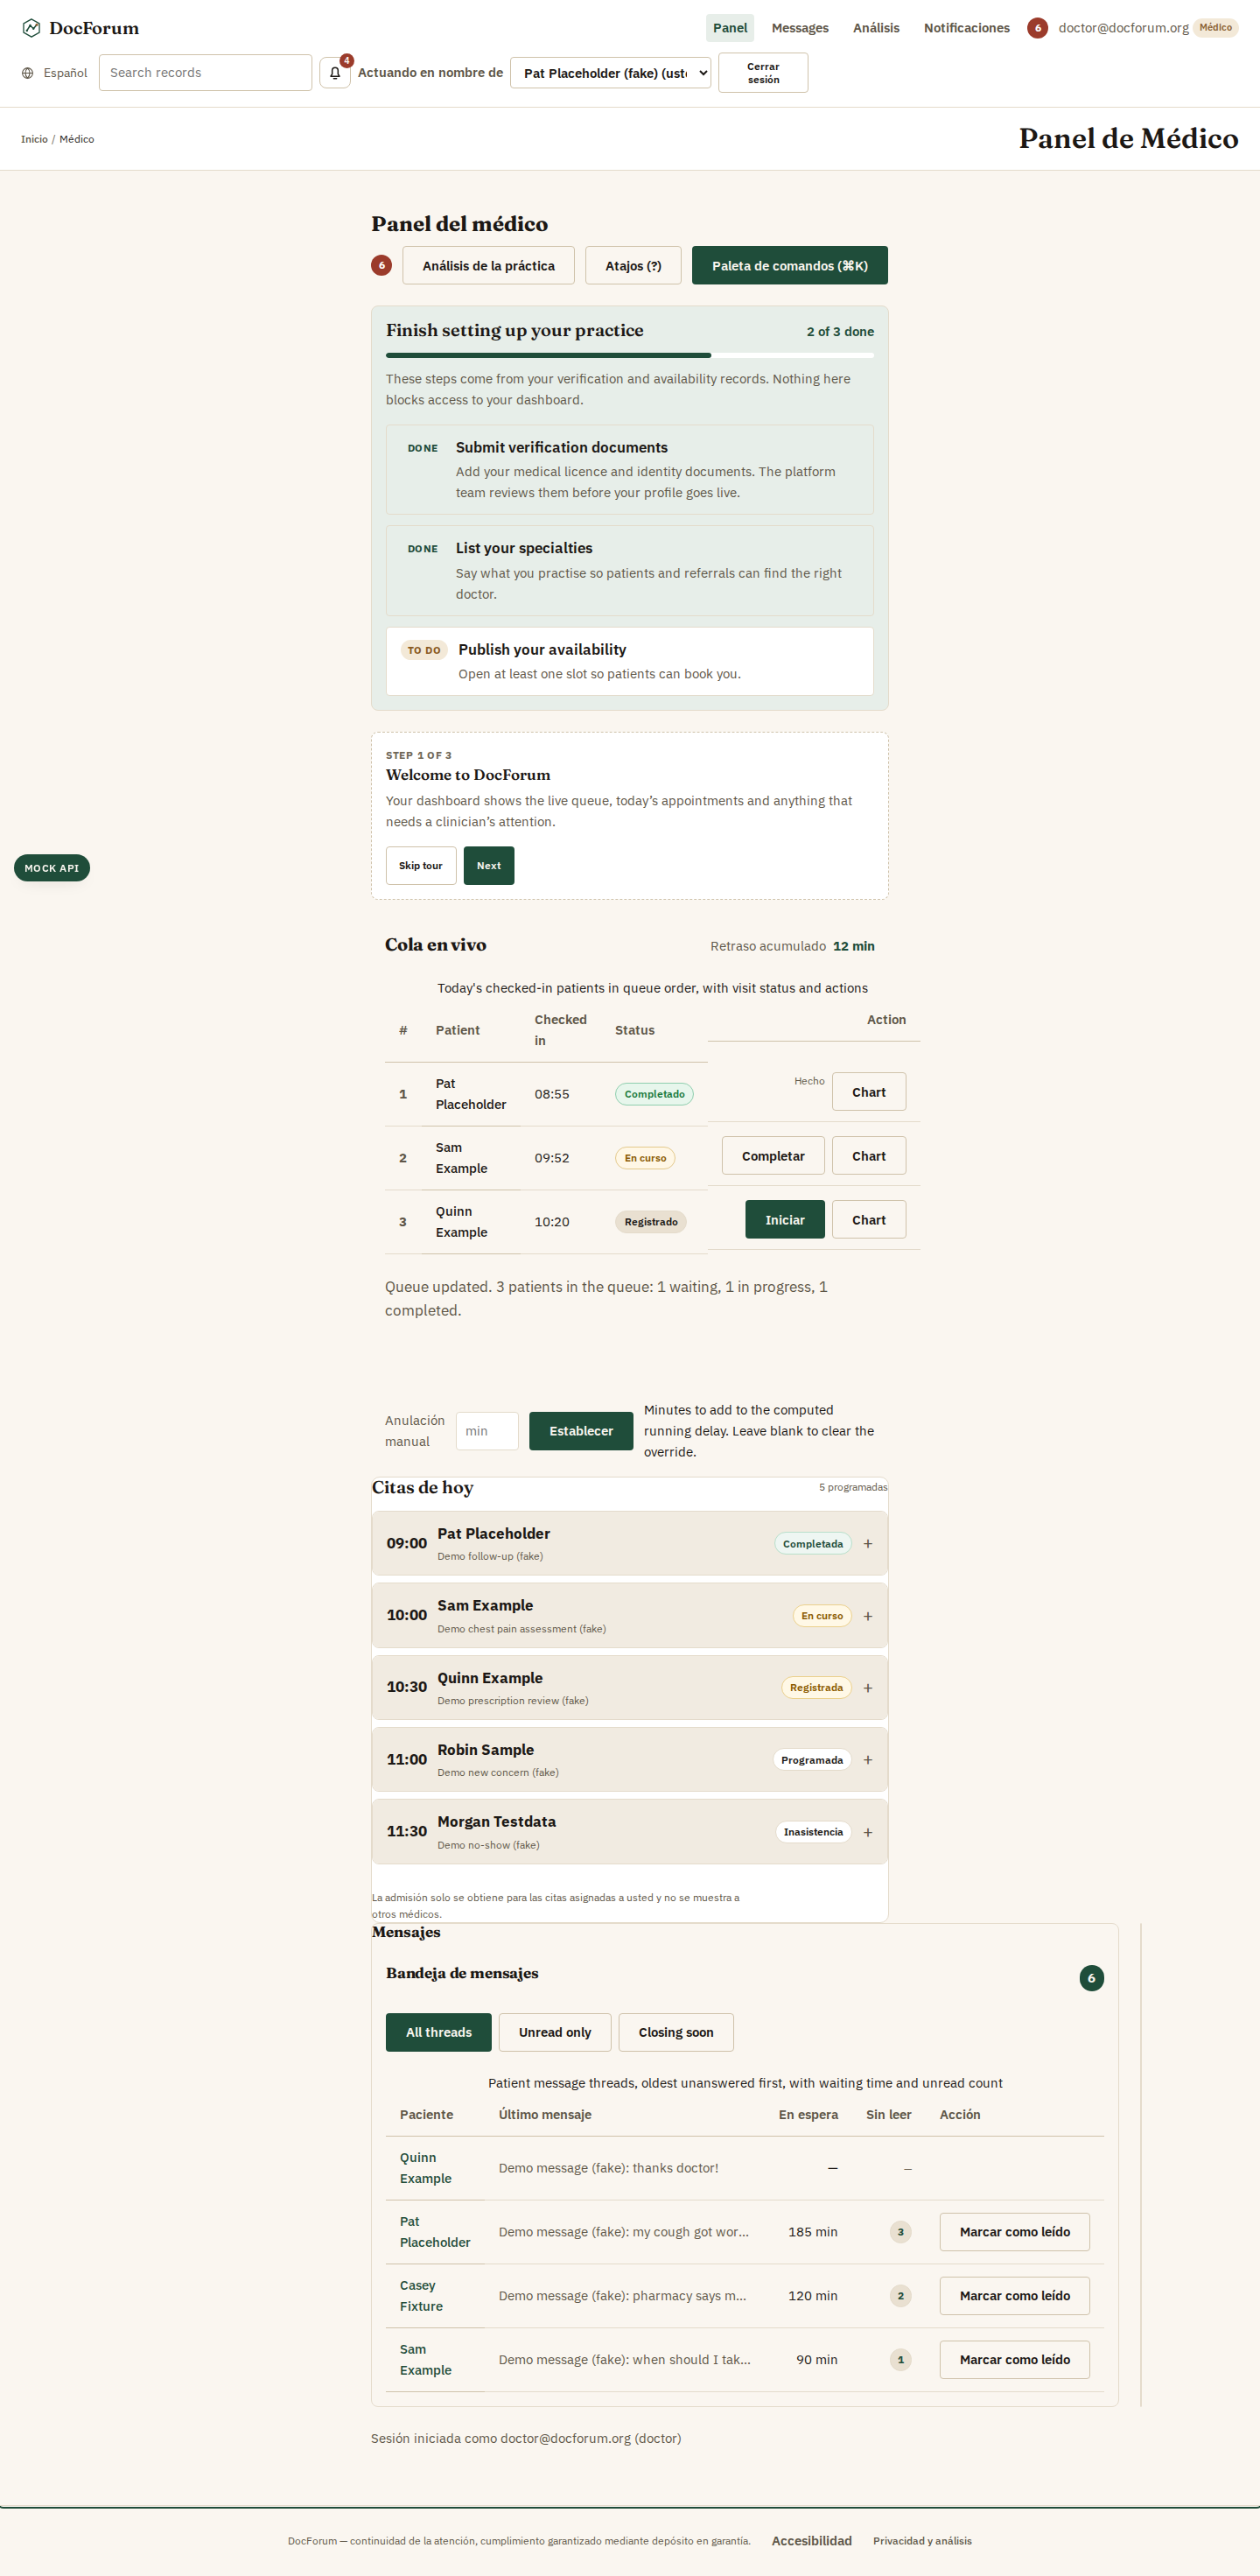 DocForum
Panel Messages Análisis Notificaciones 6 doctor@docforum.org Médico
Español Search records 4 Actuando en nombre de Pat Placeholder (fake) (uste Cerrar sesión
Inicio / Médico
Panel de Médico
Panel del médico
6 Análisis de la práctica Atajos (?) Paleta de comandos (⌘K)
Finish setting up your practice 2 of 3 done
These steps come from your verification and availability records. Nothing here
blocks access to your dashboard.
DONE Submit verification documents
Add your medical licence and identity documents. The platform
team reviews them before your profile goes live.
DONE List your specialties
Say what you practise so patients and referrals can find the right
doctor.
TO DO Publish your availability
Open at least one slot so patients can book you.
STEP 1 OF 3
Welcome to DocForum
Your dashboard shows the live queue, today’s appointments and anything that
needs a clinician’s attention.
Skip tour Next
MOCK API
Cola en vivo Retraso acumulado 12 min
Today's checked-in patients in queue order, with visit status and actions
# Patient Checked in Status Action
1 Pat Placeholder 08:55 Completado Hecho Chart
2 Sam Example 09:52 En curso Completar Chart
3 Quinn Example 10:20 Registrado Iniciar Chart
Queue updated. 3 patients in the queue: 1 waiting, 1 in progress, 1
completed.
Anulación manual min Establecer Minutes to add to the computed
running delay. Leave blank to clear the
override.
Citas de hoy 5 programadas
09:00 Pat Placeholder Completada +
Demo follow-up (fake)
10:00 Sam Example En curso +
Demo chest pain assessment (fake)
10:30 Quinn Example Registrada +
Demo prescription review (fake)
11:00 Robin Sample Programada +
Demo new concern (fake)
11:30 Morgan Testdata Inasistencia +
Demo no-show (fake)
La admisión solo se obtiene para las citas asignadas a usted y no se muestra a
otros médicos.
Mensajes
Bandeja de mensajes 6
All threads Unread only Closing soon
Patient message threads, oldest unanswered first, with waiting time and unread count
Paciente Último mensaje En espera Sin leer Acción
Quinn Example Demo message (fake): thanks doctor! — –
Pat Placeholder Demo message (fake): my cough got wor… 185 min 3 Marcar como leído
Casey Fixture Demo message (fake): pharmacy says m… 120 min 2 Marcar como leído
Sam Example Demo message (fake): when should I tak… 90 min 1 Marcar como leído
Sesión iniciada como doctor@docforum.org (doctor)
DocForum — continuidad de la atención, cumplimiento garantizado mediante depósito en garantía. Accesibilidad Privacidad y análisis